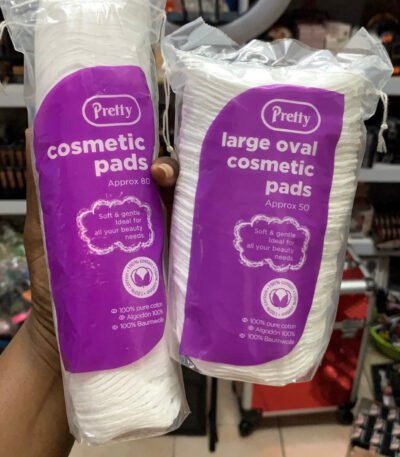 Pretty
cosmetic
pads
Approx 80
Soft & gentle
Ideal for
all your beauty
needs
100% pure cotton
Algodón 100%
100% Baumwolle
Pretty
large oval
cosmetic
pads
Approx 50
Soft & gentle
Ideal for
all your beauty
needs
100% pure cotton
Algodón 100%
100% Baumwolle